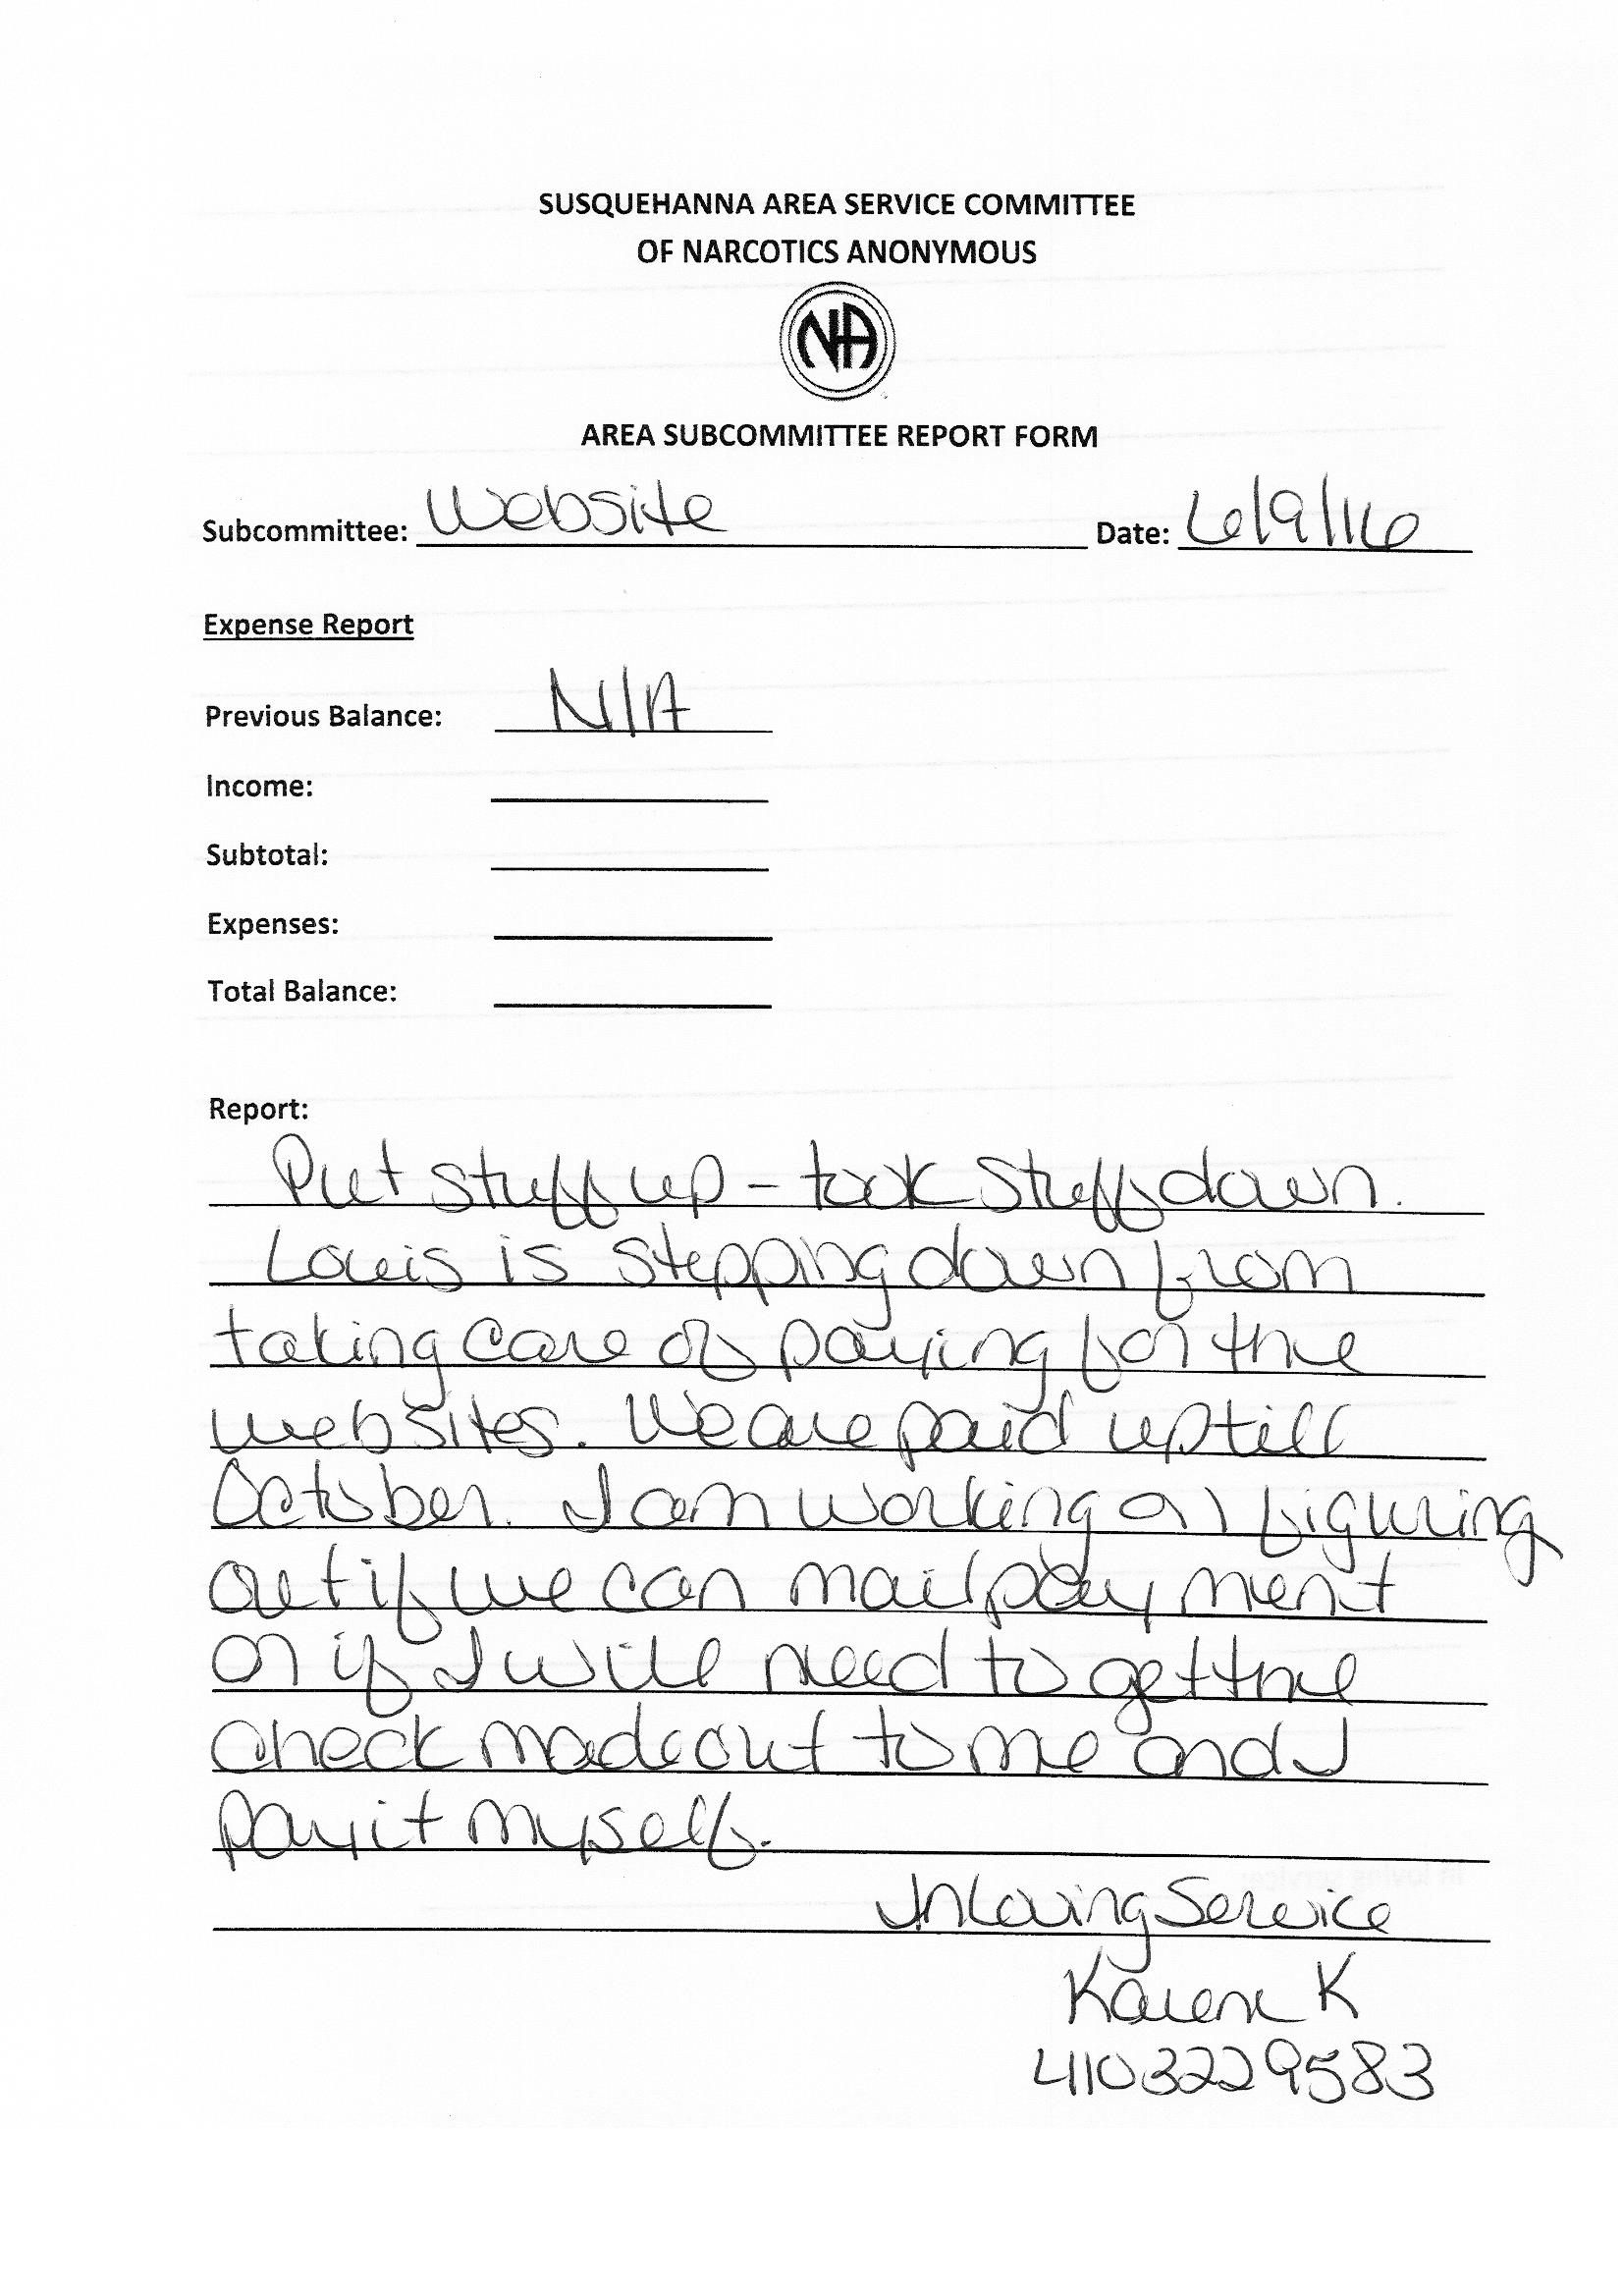 SUSQUEHANNA AREA SERVICE COMMITTEE
OF NARCOTICS ANONYMOUS
NA
AREA SUBCOMMITTEE REPORT FORM
Subcommittee: Website Date: 6/9/16
Expense Report
Previous Balance: N/A
Income:
Subtotal:
Expenses:
Total Balance:
Report:
Put stuff up - took stuff down.
Louis is stepping down from
taking care of paying for the
websites. We are paid up till
October. I am working on figuring
out if we can mail payment
or if I will need to get the
check made out to me and I
pay it myself.
In Loving Service
Karen K
4103229583